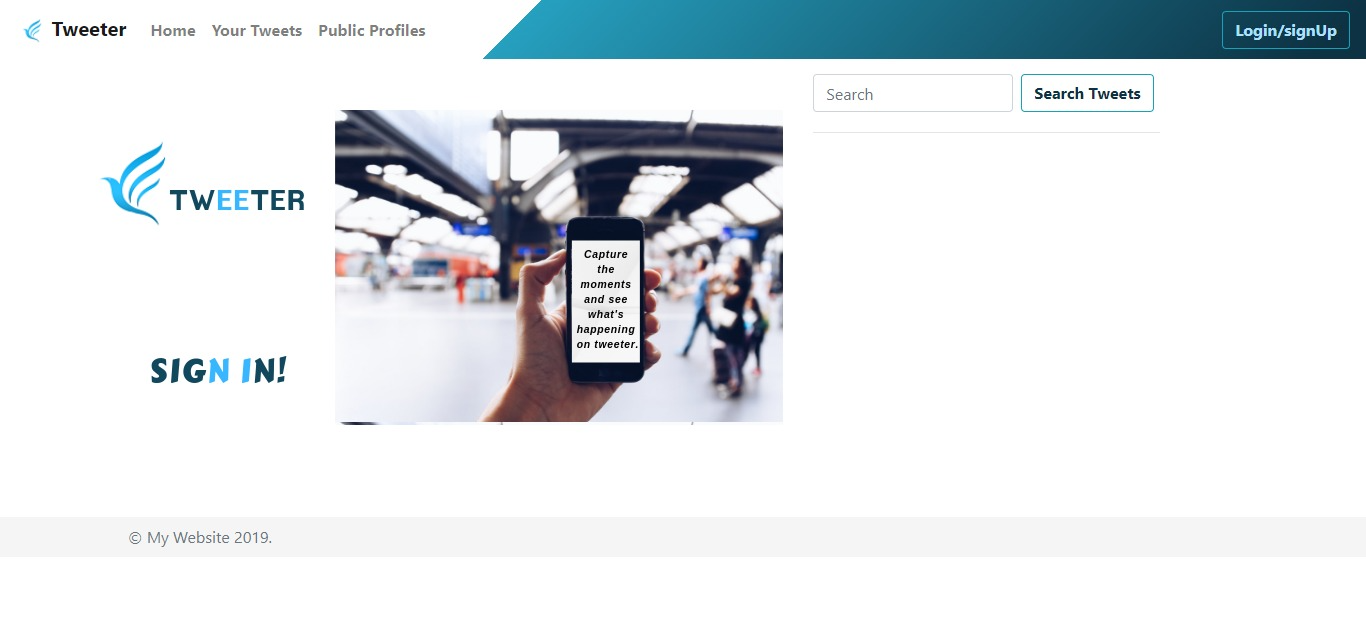 Tweeter Home Your Tweets Public Profiles Login/signUp
Search Search Tweets
TWEETER
Capture
the
moments
and see
what's
happening
on tweeter.
SIGN IN!
© My Website 2019.